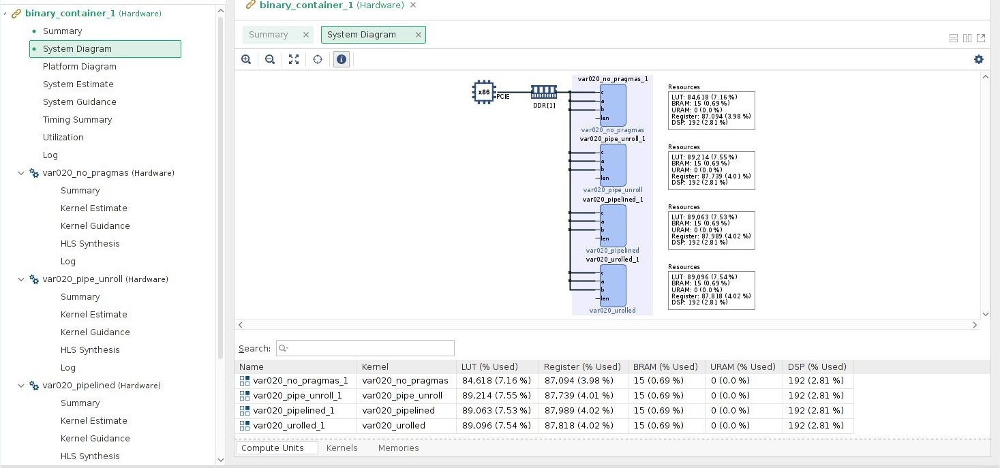 binary_container_1 (Hardware)
Summary
System Diagram
Platform Diagram
System Estimate
System Guidance
Timing Summary
Utilization
Log
var020_no_pragmas (Hardware)
Summary
Kernel Estimate
Kernel Guidance
HLS Synthesis
Log
var020_pipe_unroll (Hardware)
Summary
Kernel Estimate
Kernel Guidance
HLS Synthesis
Log
var020_pipelined (Hardware)
Summary
Kernel Estimate
Kernel Guidance
HLS Synthesis
binary_container_1 (Hardware)
Summary
System Diagram
x86
PCIE
DDR[1]
var020_no_pragmas_1
c
a
b
len
var020_no_pragmas
Resources
LUT: 84,618 (7.16 %)
BRAM: 15 (0.69 %)
URAM: 0 (0.0 %)
Register: 87,094 (3.98 %)
DSP: 192 (2.81 %)
var020_pipe_unroll_1
c
a
b
len
var020_pipe_unroll
Resources
LUT: 89,214 (7.55 %)
BRAM: 15 (0.69 %)
URAM: 0 (0.0 %)
Register: 87,739 (4.01 %)
DSP: 192 (2.81 %)
var020_pipelined_1
c
a
b
len
var020_pipelined
Resources
LUT: 89,063 (7.53 %)
BRAM: 15 (0.69 %)
URAM: 0 (0.0 %)
Register: 87,989 (4.02 %)
DSP: 192 (2.81 %)
var020_urolled_1
c
a
b
len
var020_urolled
Resources
LUT: 89,096 (7.54 %)
BRAM: 15 (0.69 %)
URAM: 0 (0.0 %)
Register: 87,818 (4.02 %)
DSP: 192 (2.81 %)
Search:
Name Kernel LUT (% Used) Register (% Used) BRAM (% Used) URAM (% Used) DSP (% Used)
var020_no_pragmas_1 var020_no_pragmas 84,618 (7.16 %) 87,094 (3.98 %) 15 (0.69 %) 0 (0.0 %) 192 (2.81 %)
var020_pipe_unroll_1 var020_pipe_unroll 89,214 (7.55 %) 87,739 (4.01 %) 15 (0.69 %) 0 (0.0 %) 192 (2.81 %)
var020_pipelined_1 var020_pipelined 89,063 (7.53 %) 87,989 (4.02 %) 15 (0.69 %) 0 (0.0 %) 192 (2.81 %)
var020_urolled_1 var020_urolled 89,096 (7.54 %) 87,818 (4.02 %) 15 (0.69 %) 0 (0.0 %) 192 (2.81 %)
Compute Units Kernels Memories